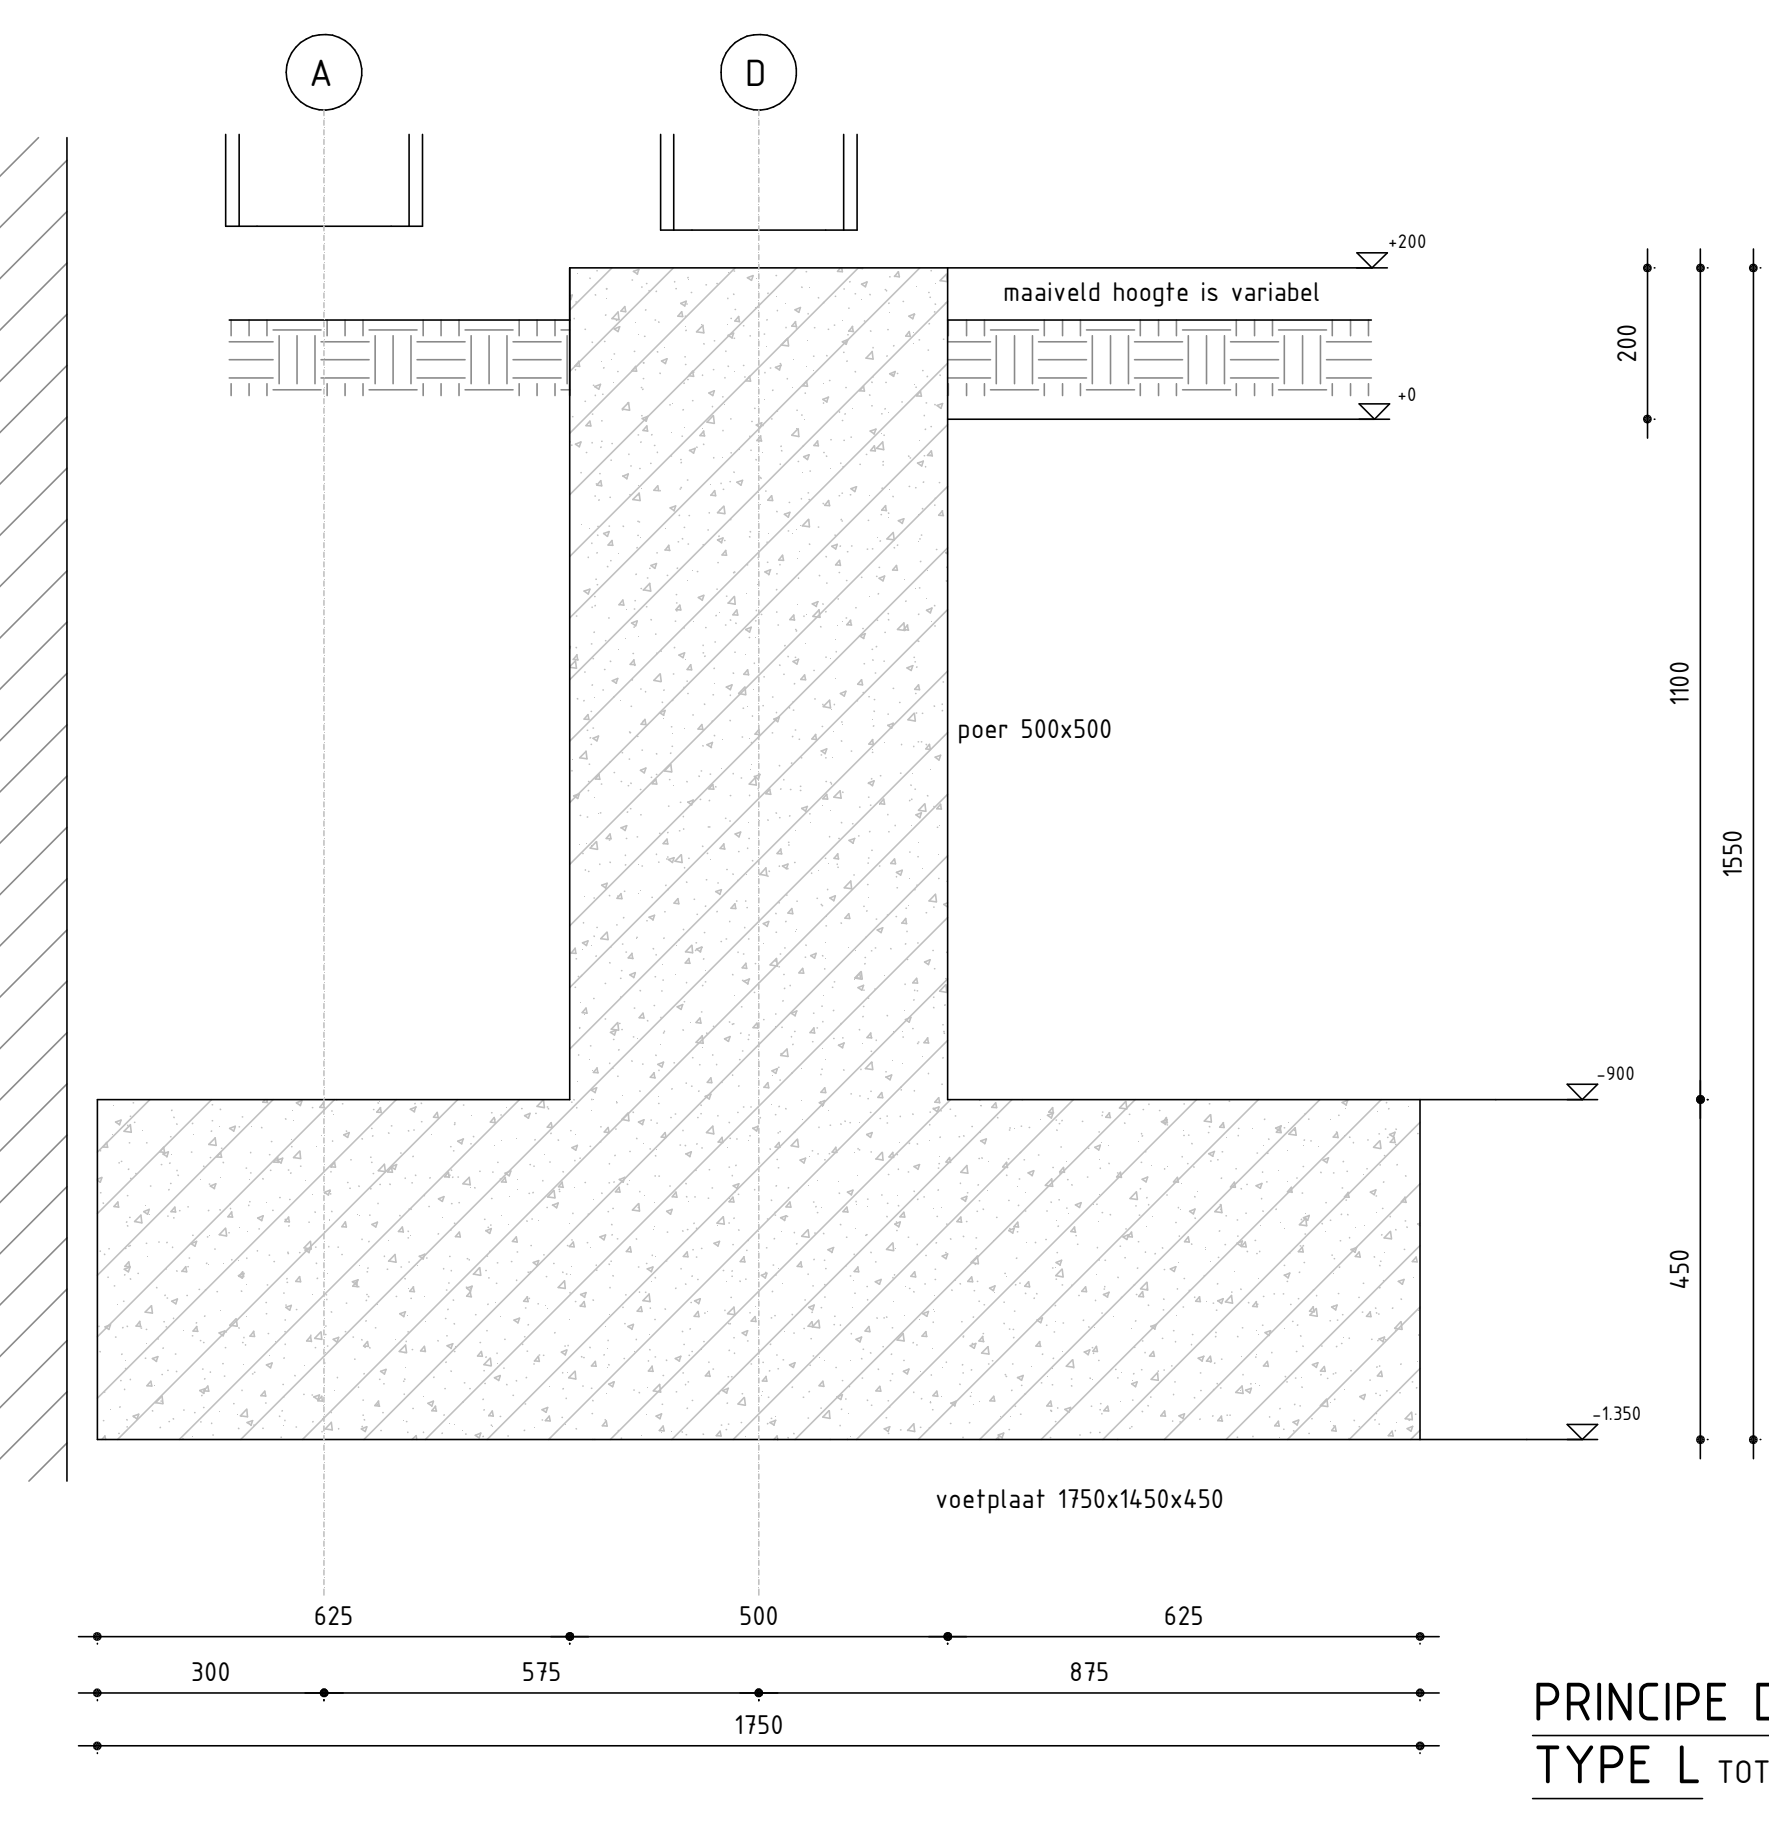 A
D
+200
maaiveld hoogte is variabel
200
+0
1100
poer 500x500
1550
-900
450
-1.350
voetplaat 1750x1450x450
625 500 625
300 575 875
1750
PRINCIPE D
TYPE L TOT